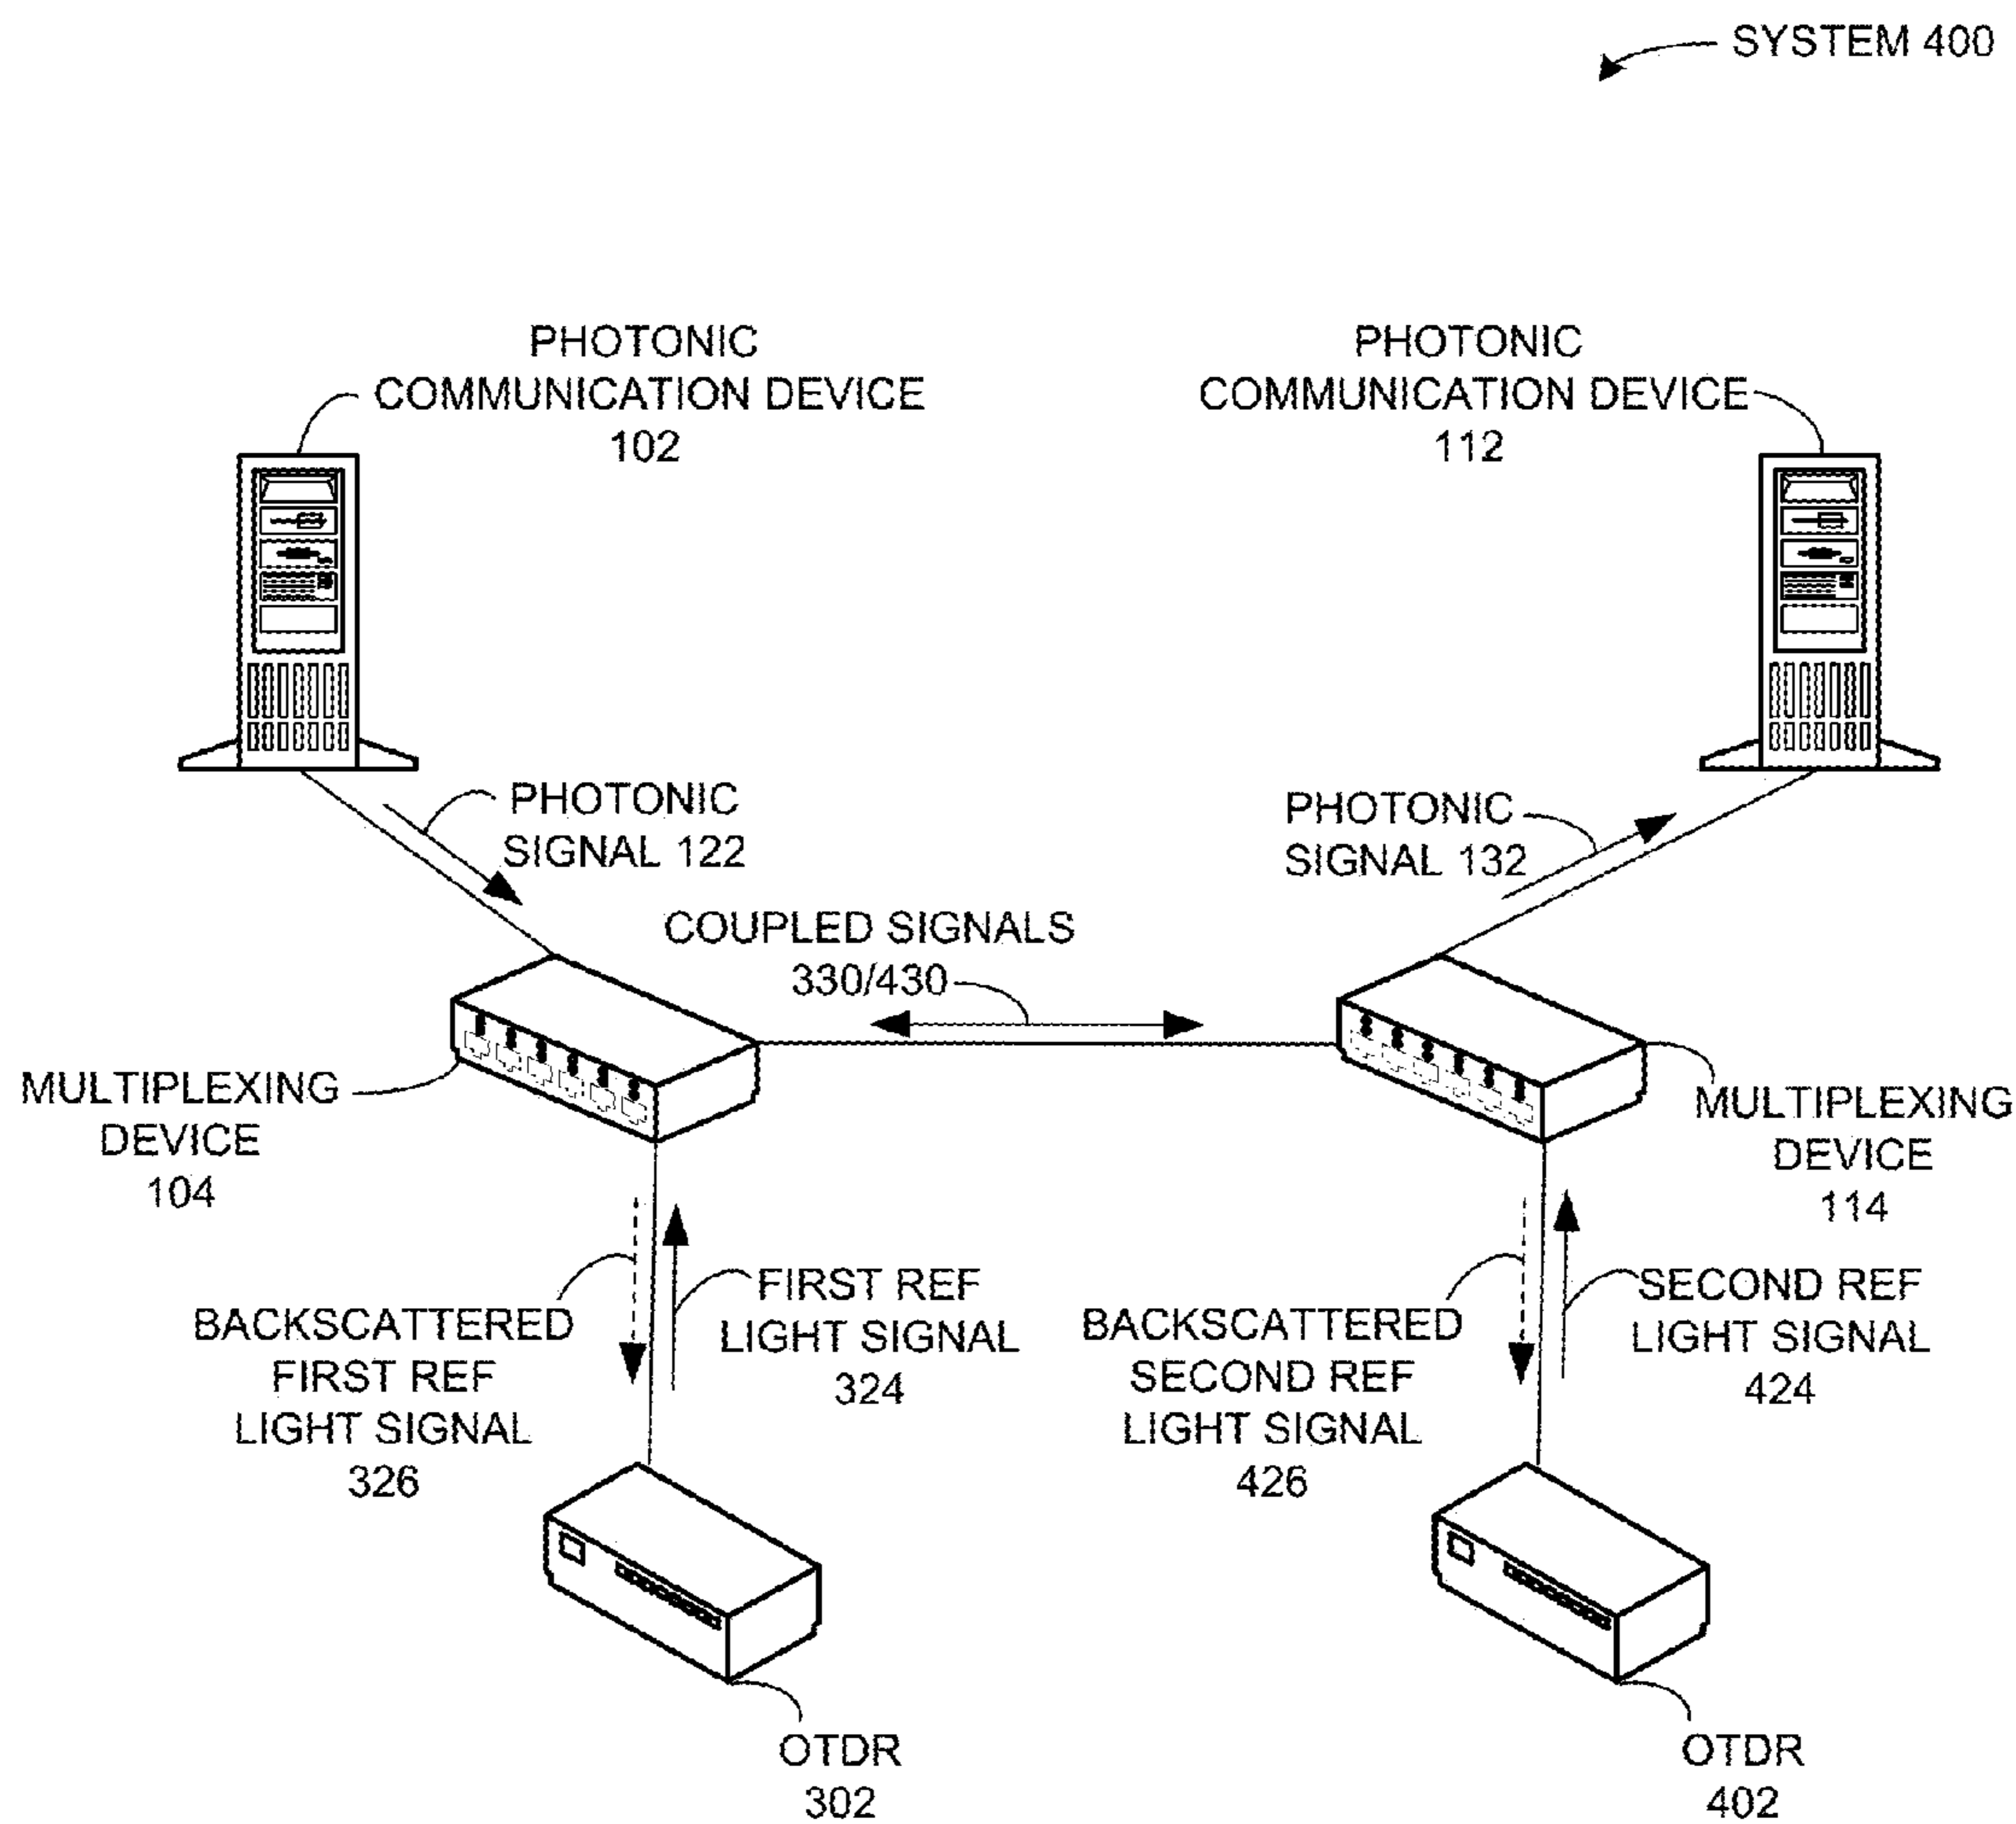 SYSTEM 400
PHOTONIC
COMMUNICATION DEVICE
102
PHOTONIC
COMMUNICATION DEVICE
112
PHOTONIC
SIGNAL 122
PHOTONIC
SIGNAL 132
COUPLED SIGNALS
330/430
MULTIPLEXING
DEVICE
104
MULTIPLEXING
DEVICE
114
BACKSCATTERED
FIRST REF
LIGHT SIGNAL
326
FIRST REF
LIGHT SIGNAL
324
BACKSCATTERED
SECOND REF
LIGHT SIGNAL
426
SECOND REF
LIGHT SIGNAL
424
OTDR
302
OTDR
402